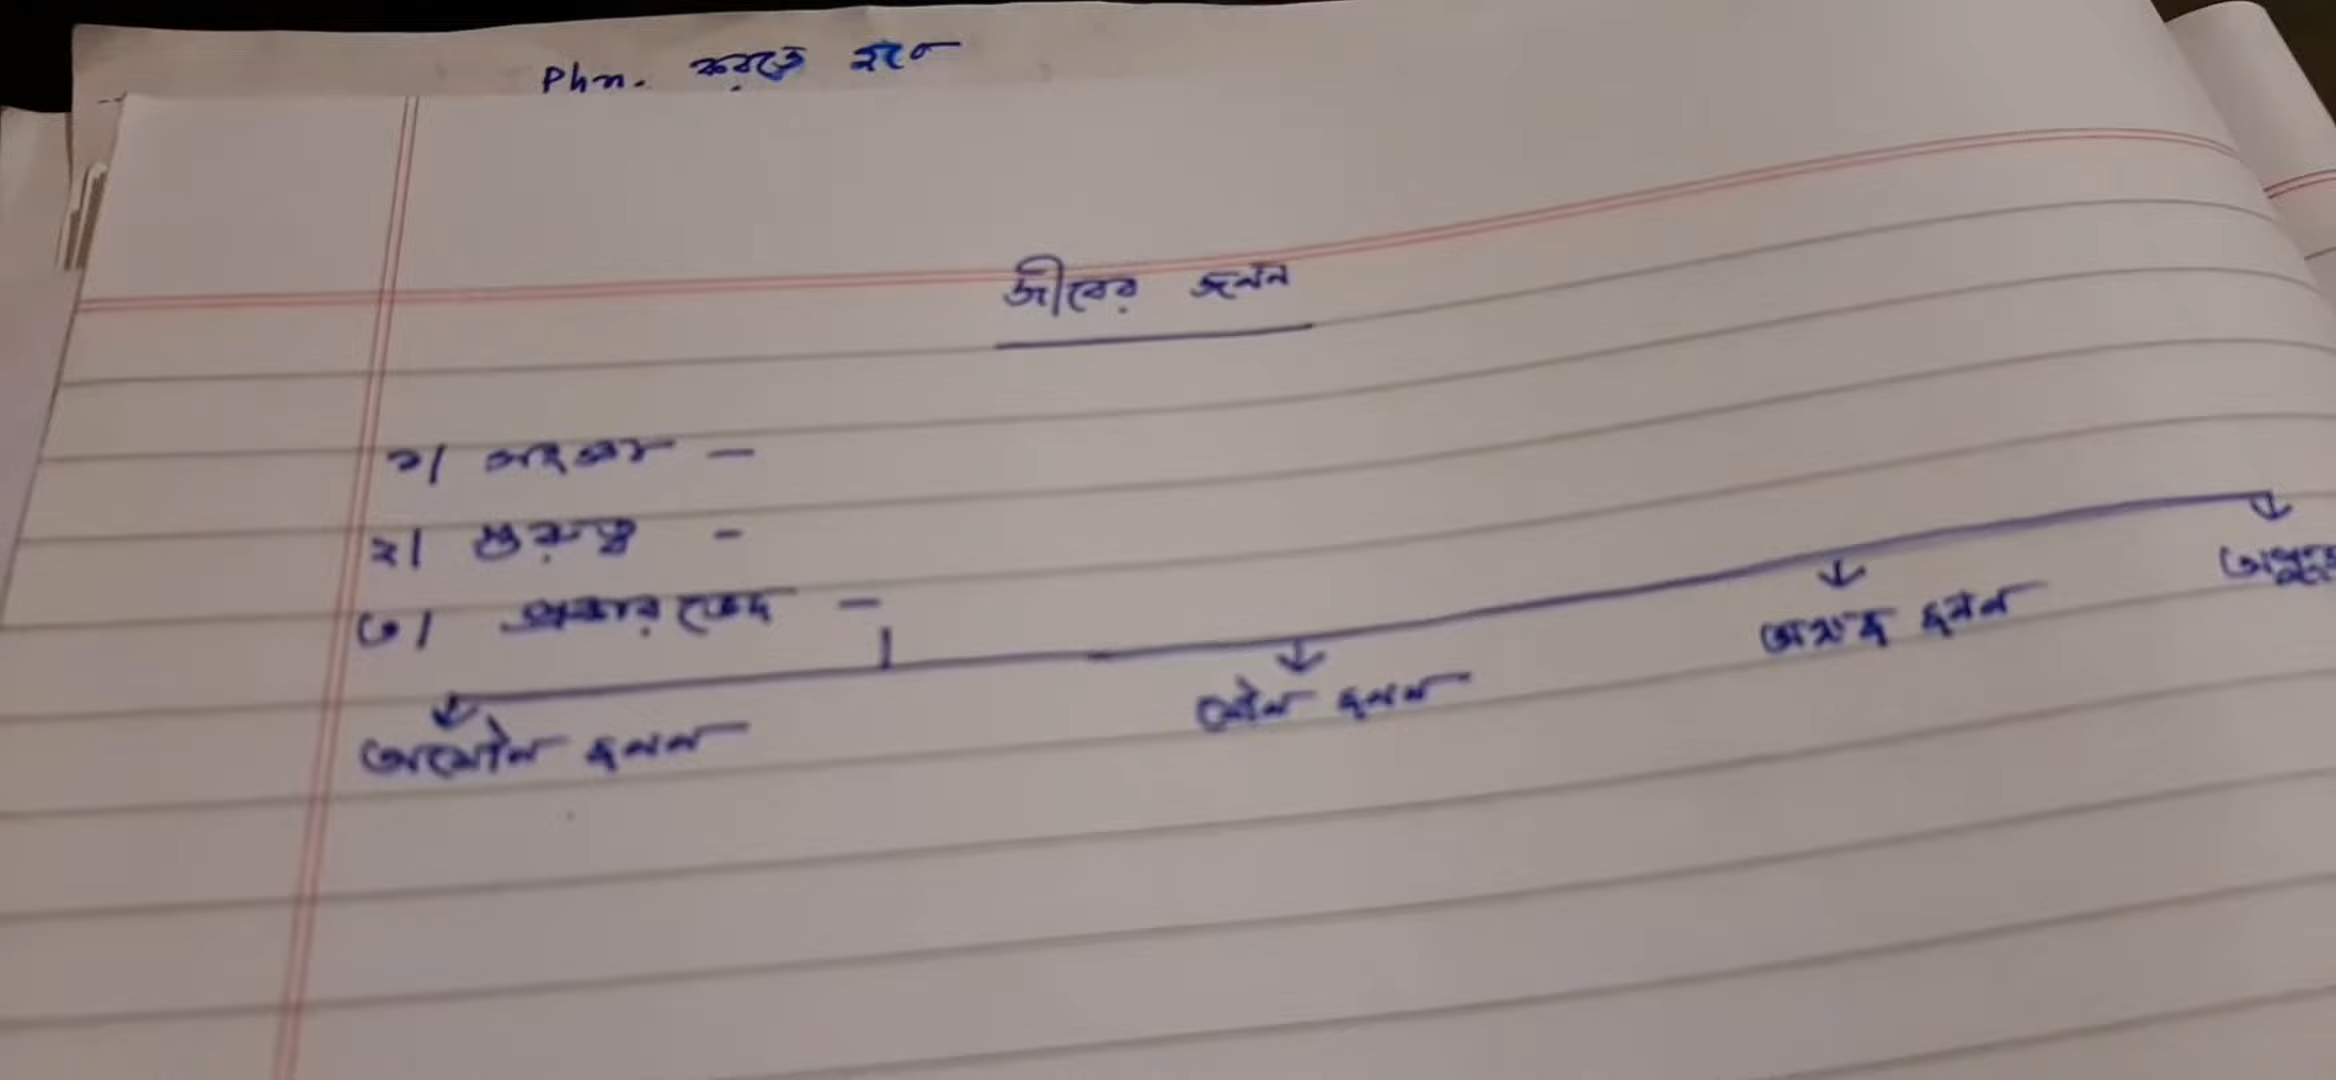 Phn. করতে হবে
জীবের জনন
১। সংজ্ঞা —
২। গুরুত্ব -
৩। প্রকারভেদ —
অযৌন জনন যৌন জনন অঙ্গজ জনন